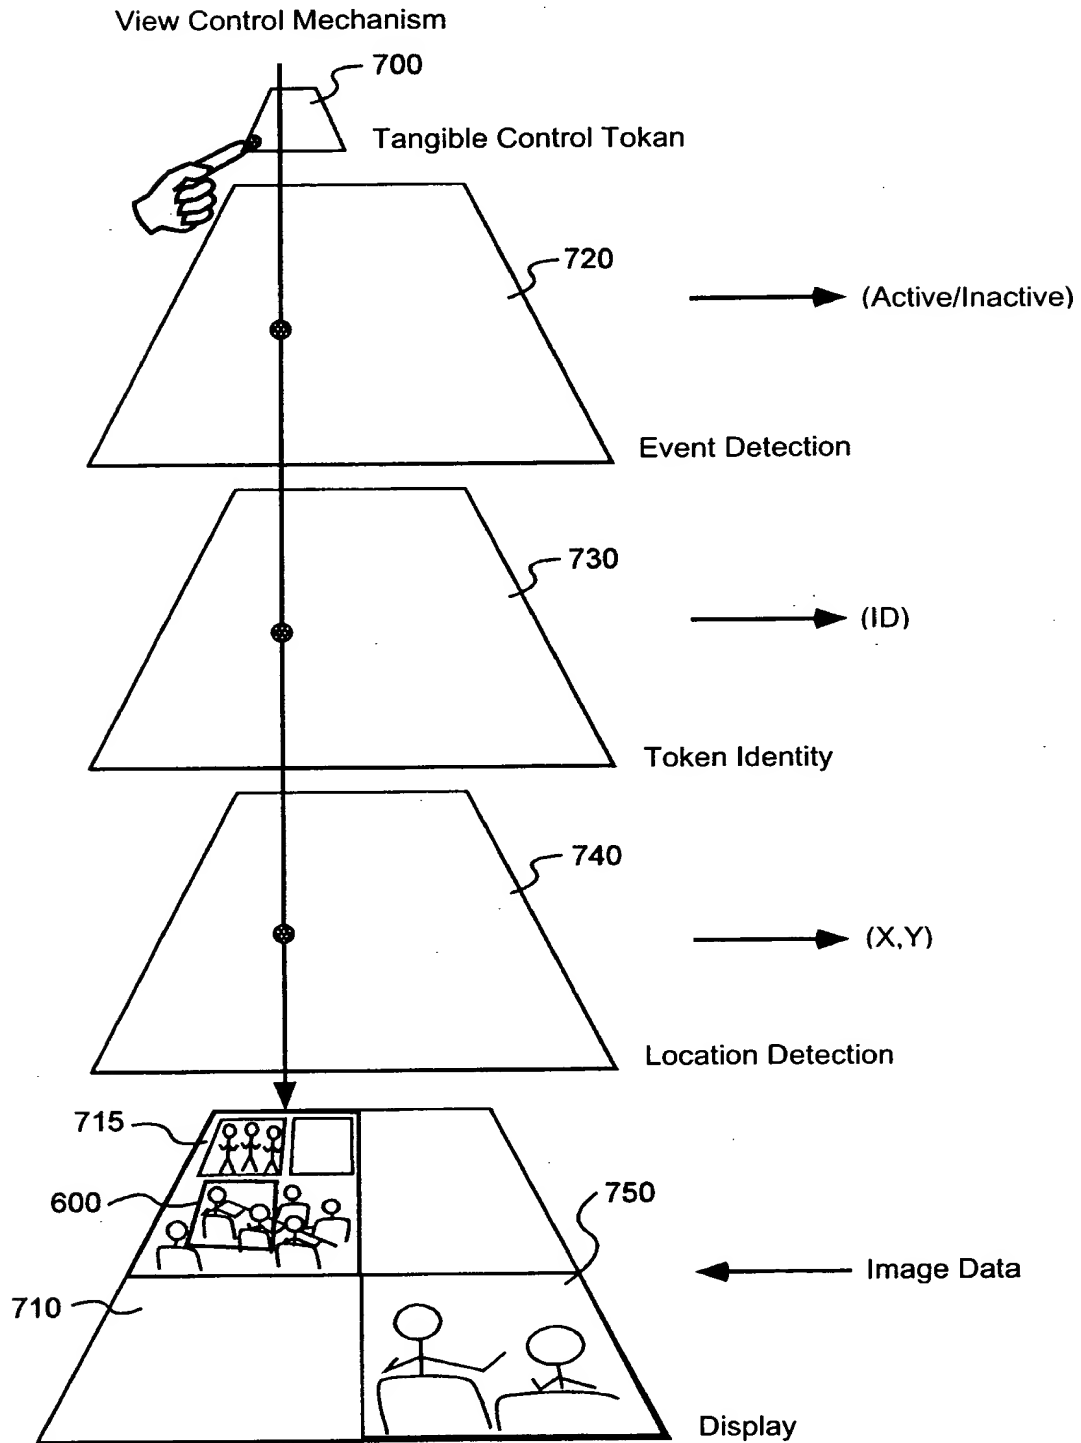 View Control Mechanism
700
Tangible Control Tokan
720
(Active/Inactive)
Event Detection
730
(ID)
Token Identity
740
(X,Y)
Location Detection
715
600
750
Image Data
710
Display